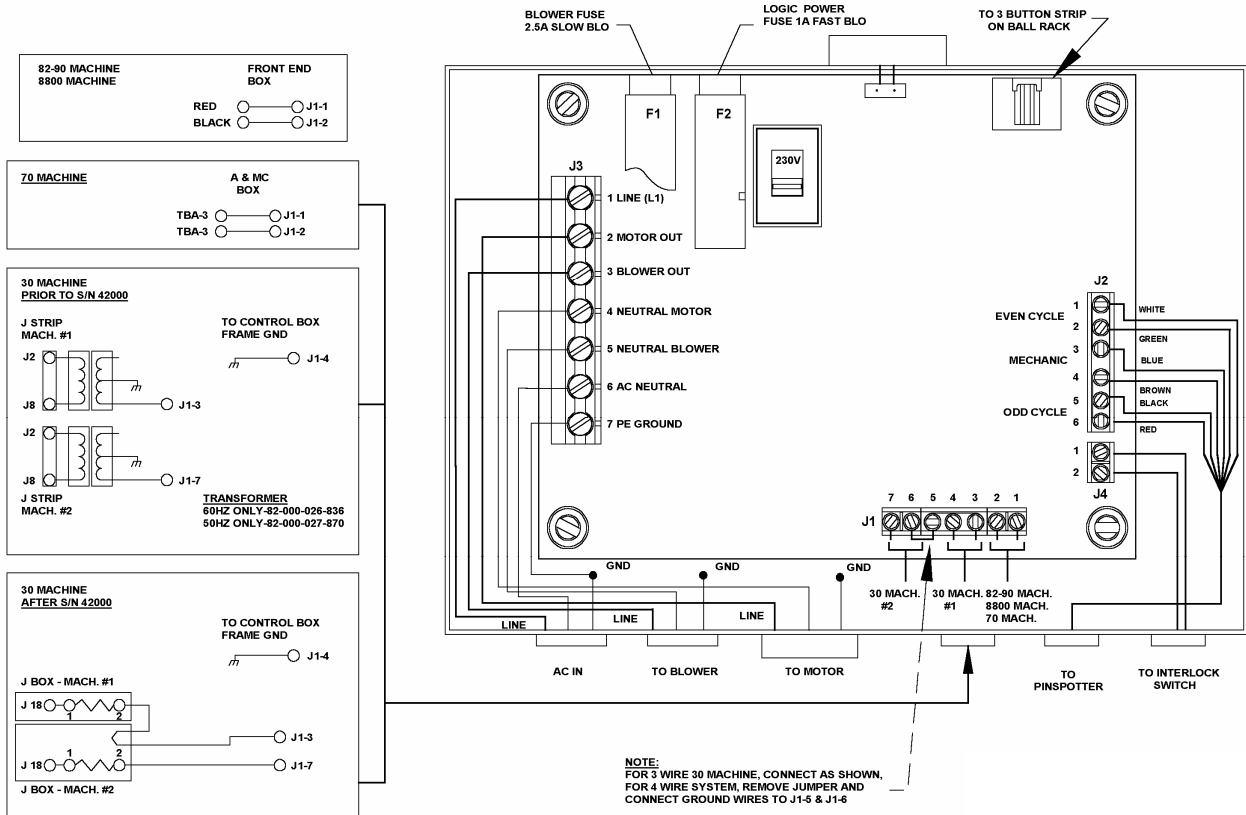 BLOWER FUSE
2.5A SLOW BLO
LOGIC POWER
FUSE 1A FAST BLO
TO 3 BUTTON STRIP
ON BALL RACK
82-90 MACHINE
8800 MACHINE
FRONT END
BOX
RED J1-1
BLACK J1-2
70 MACHINE
A & MC
BOX
TBA-3 J1-1
TBA-3 J1-2
30 MACHINE
PRIOR TO S/N 42000
J STRIP
MACH. #1
TO CONTROL BOX
FRAME GND
J2
J1-4
J8
J1-3
J2
J8
J1-7
J STRIP
MACH. #2
TRANSFORMER
60HZ ONLY-82-000-026-836
50HZ ONLY-82-000-027-870
30 MACHINE
AFTER S/N 42000
TO CONTROL BOX
FRAME GND
J1-4
J BOX - MACH. #1
J 18
1 2
J1-3
1 2
J 18
J1-7
J BOX - MACH. #2
F1
F2
230V
J3
1 LINE (L1)
2 MOTOR OUT
3 BLOWER OUT
4 NEUTRAL MOTOR
5 NEUTRAL BLOWER
6 AC NEUTRAL
7 PE GROUND
J2
1
WHITE
EVEN CYCLE
2
GREEN
3
MECHANIC
BLUE
4
BROWN
5
BLACK
ODD CYCLE
6
RED
1
2
J4
7 6 5 4 3 2 1
J1
GND
GND
GND
30 MACH.
#2
30 MACH.
#1
82-90 MACH.
8800 MACH.
70 MACH.
LINE
LINE
LINE
AC IN
TO BLOWER
TO MOTOR
TO
PINSPOTTER
TO INTERLOCK
SWITCH
NOTE:
FOR 3 WIRE 30 MACHINE, CONNECT AS SHOWN,
FOR 4 WIRE SYSTEM, REMOVE JUMPER AND
CONNECT GROUND WIRES TO J1-5 & J1-6